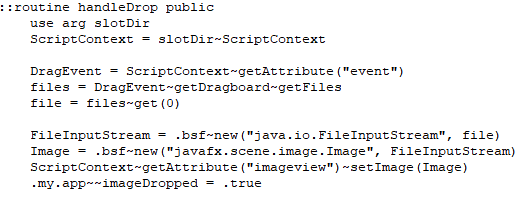 ::routine handleDrop public
    use arg slotDir
    ScriptContext = slotDir~ScriptContext

    DragEvent = ScriptContext~getAttribute("event")
    files = DragEvent~getDragboard~getFiles
    file = files~get(0)

    FileInputStream = .bsf~new("java.io.FileInputStream", file)
    Image = .bsf~new("javafx.scene.image.Image", FileInputStream)
    ScriptContext~getAttribute("imageview")~setImage(Image)
    .my.app~~imageDropped = .true